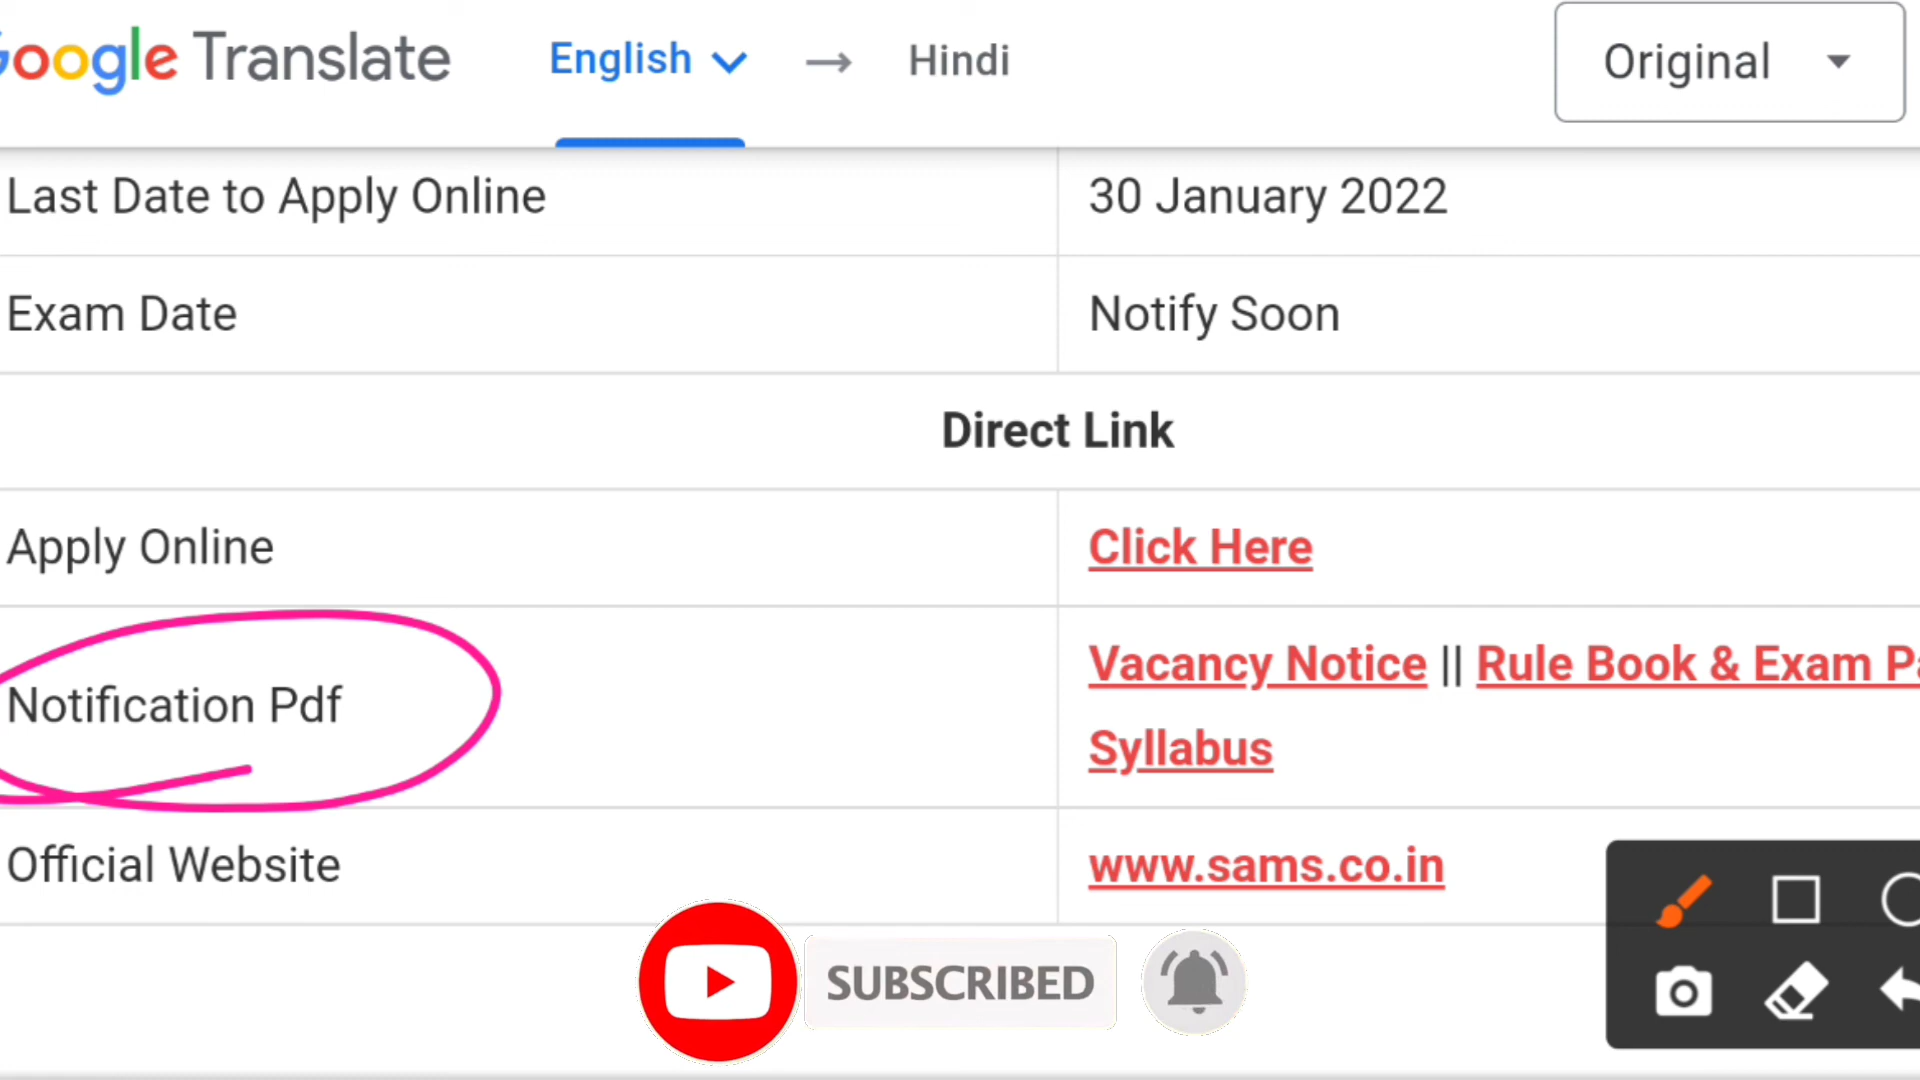 Google Translate English → Hindi Original
Last Date to Apply Online 30 January 2022
Exam Date Notify Soon
Direct Link
Apply Online Click Here
Notification Pdf Vacancy Notice || Rule Book & Exam
Syllabus
Official Website www.sams.co.in
SUBSCRIBED